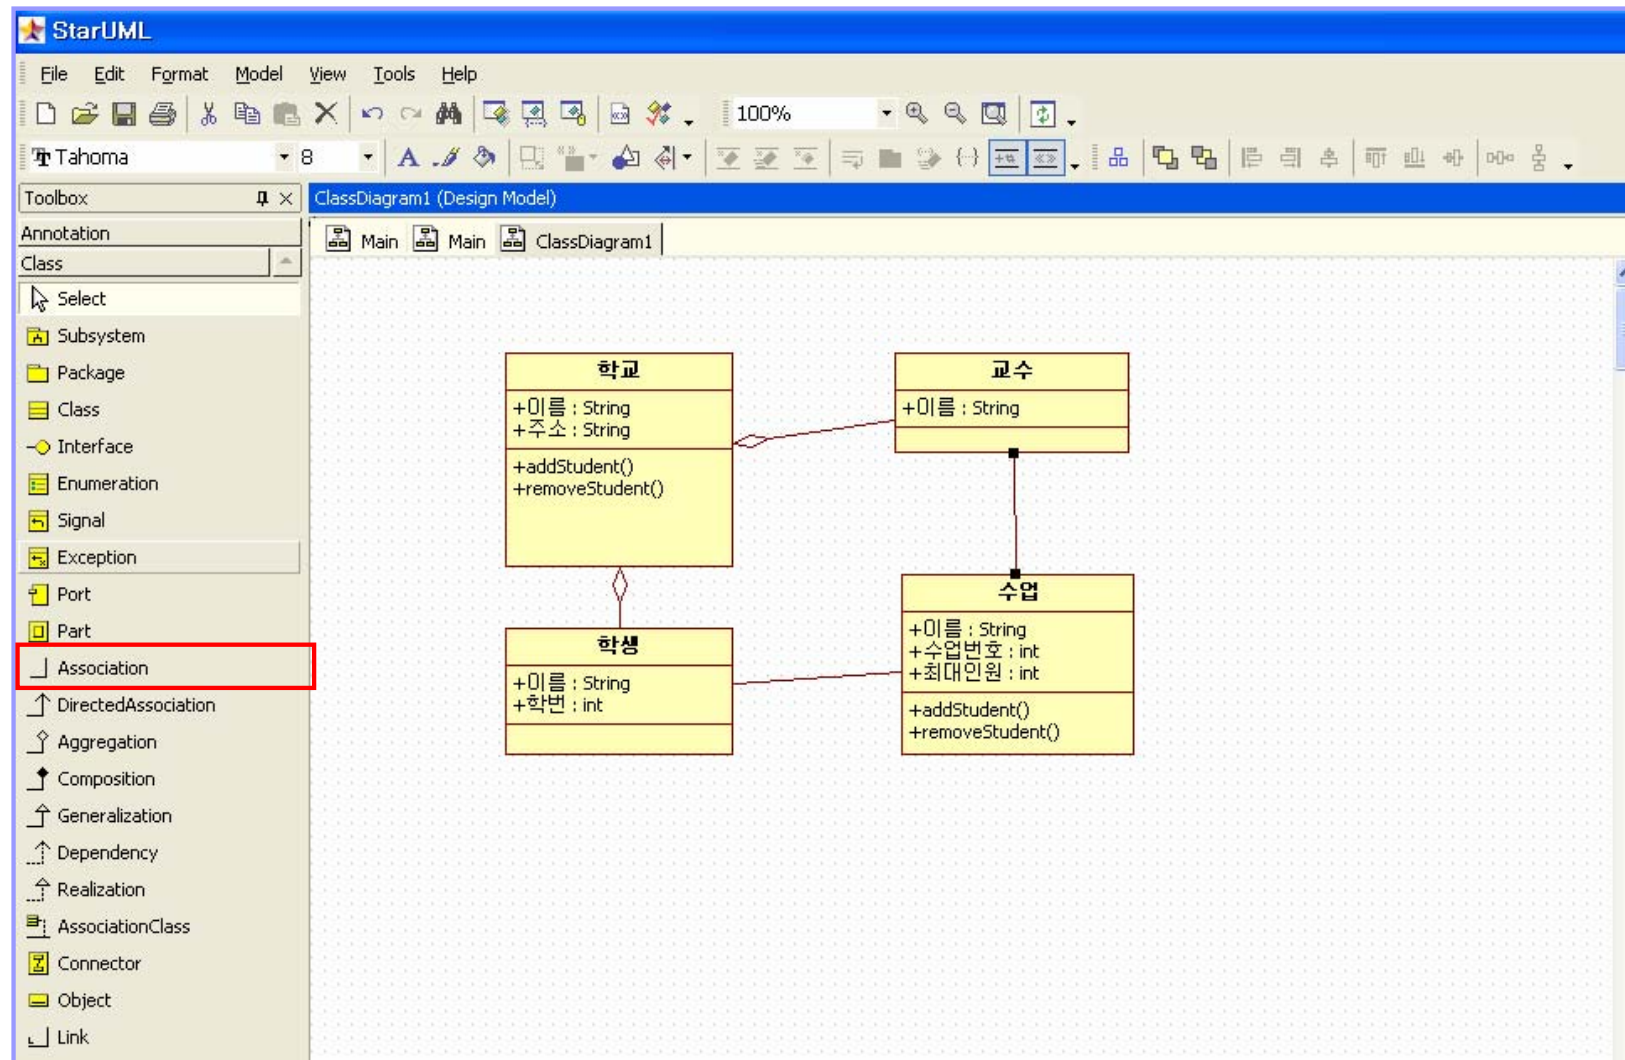 StarUML
File Edit Format Model View Tools Help
100%
Tahoma 8
Toolbox
ClassDiagram1 (Design Model)
Annotation
Main Main ClassDiagram1
Class
Select
Subsystem
Package
Class
Interface
Enumeration
Signal
Exception
Port
Part
Association
DirectedAssociation
Aggregation
Composition
Generalization
Dependency
Realization
AssociationClass
Connector
Object
Link
학교
+이름 : String
+주소 : String
+addStudent()
+removeStudent()
교수
+이름 : String
학생
+이름 : String
+학번 : int
수업
+이름 : String
+수업번호 : int
+최대인원 : int
+addStudent()
+removeStudent()